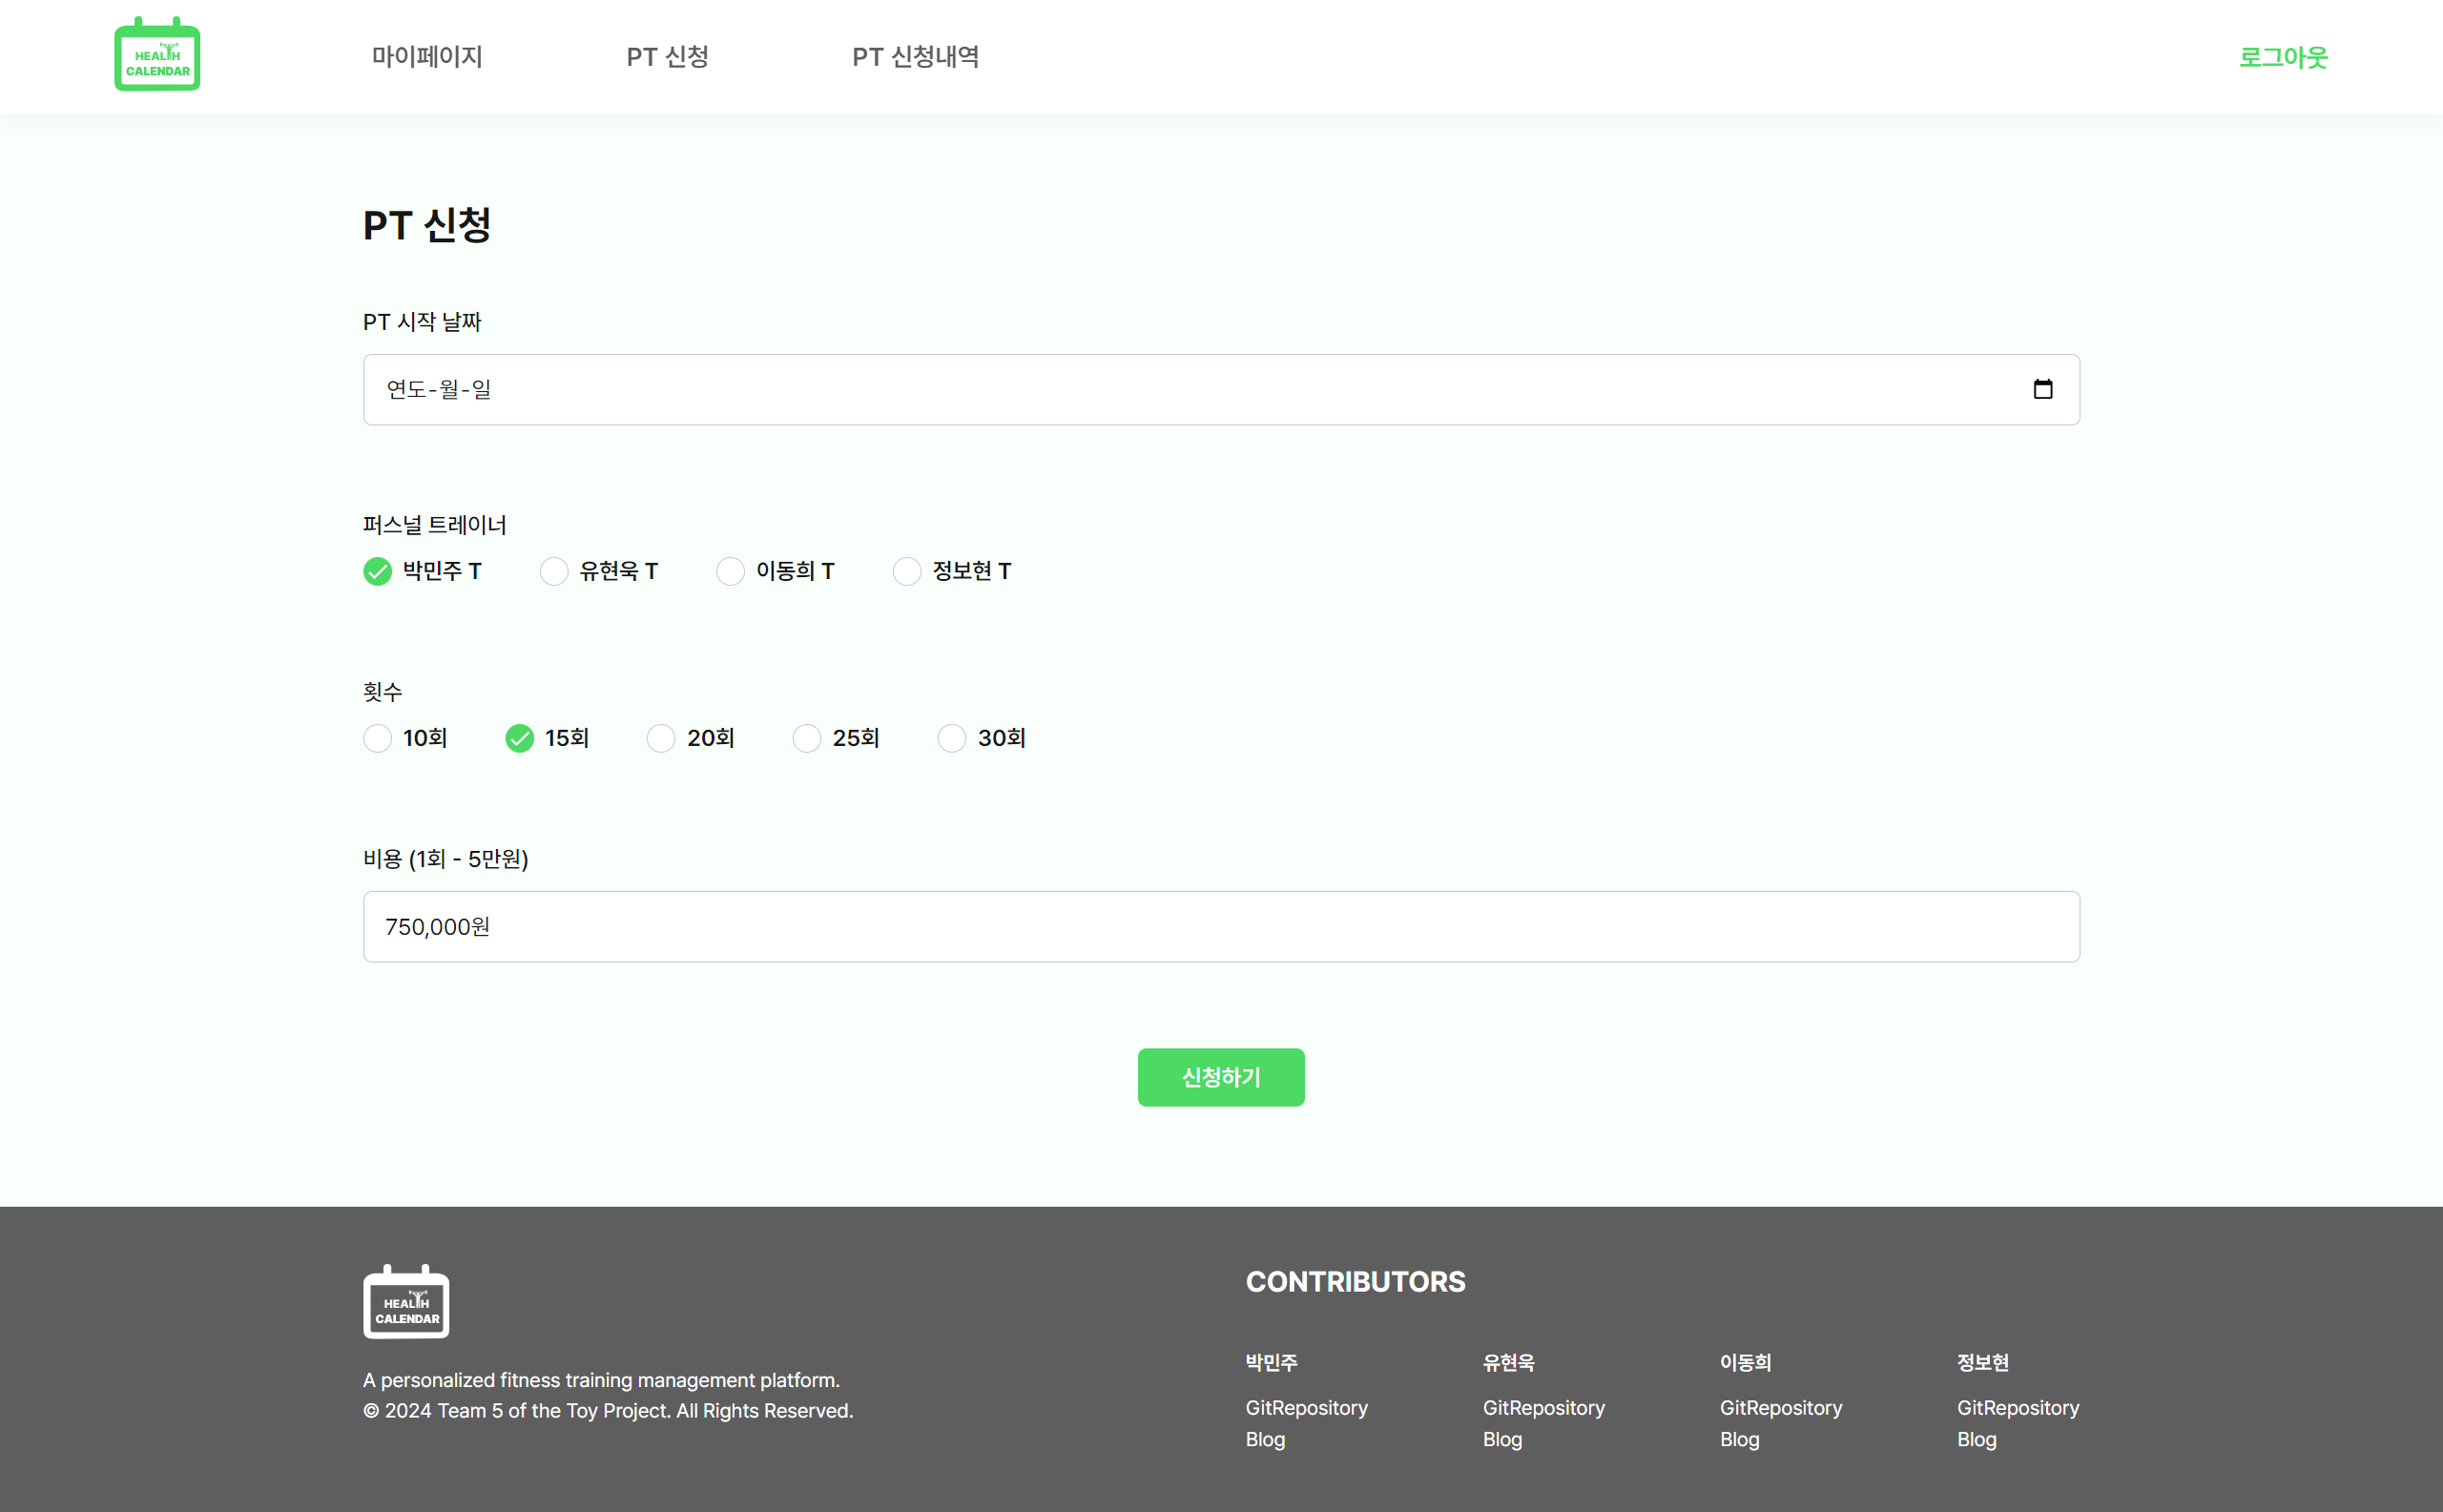 HEALTH
CALENDAR
마이페이지 PT 신청 PT 신청내역 로그아웃
PT 신청
PT 시작 날짜
연도-월-일
퍼스널 트레이너
박민주 T 유현욱 T 이동희 T 정보현 T
횟수
10회 15회 20회 25회 30회
비용 (1회 - 5만원)
750,000원
신청하기
HEALTH
CALENDAR
A personalized fitness training management platform.
© 2024 Team 5 of the Toy Project. All Rights Reserved.
CONTRIBUTORS
박민주 유현욱 이동희 정보현
GitRepository GitRepository GitRepository GitRepository
Blog Blog Blog Blog